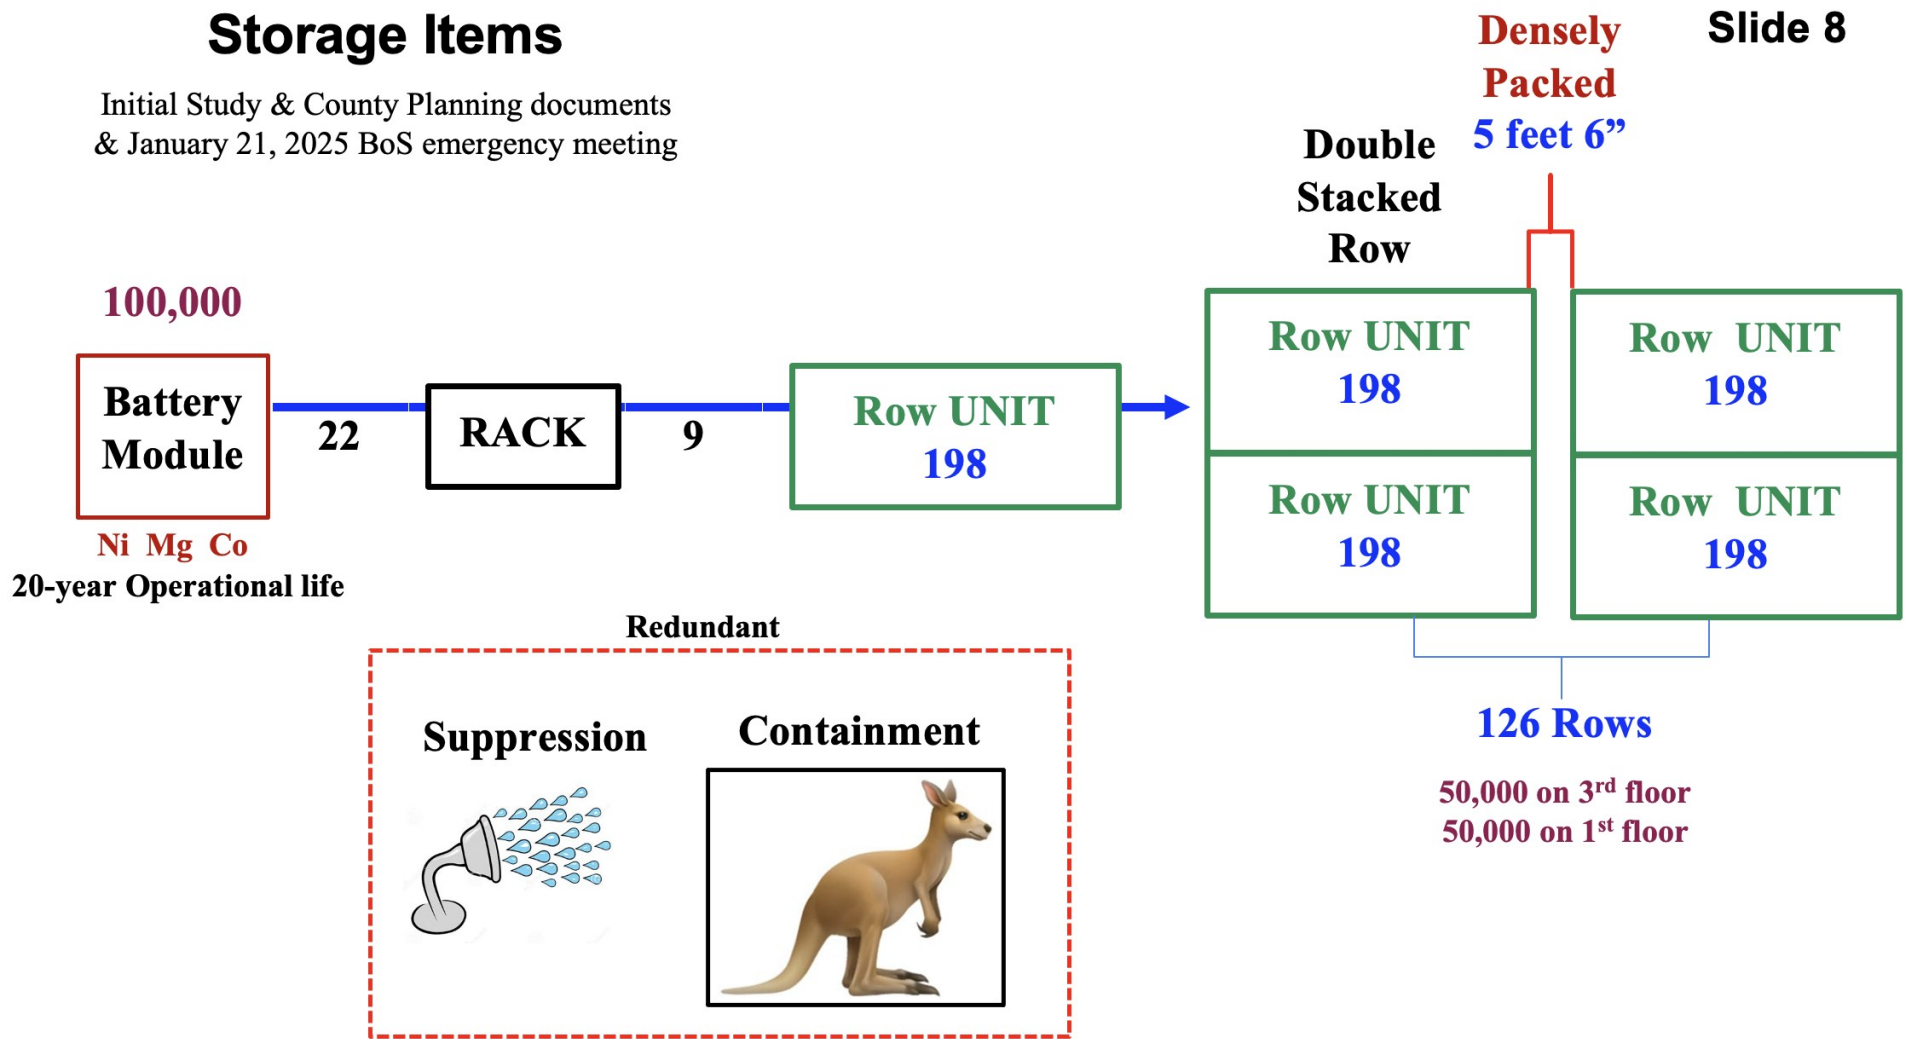 Storage Items
Slide 8
Initial Study & County Planning documents
& January 21, 2025 BoS emergency meeting
Densely
Packed
5 feet 6”
Double
Stacked
Row
100,000
Battery
Module
22
RACK
9
Row UNIT
198
Row UNIT
198
Row UNIT
198
Row UNIT
198
Row UNIT
198
Ni Mg Co
20-year Operational life
Redundant
Suppression
Containment
126 Rows
50,000 on 3rd floor
50,000 on 1st floor